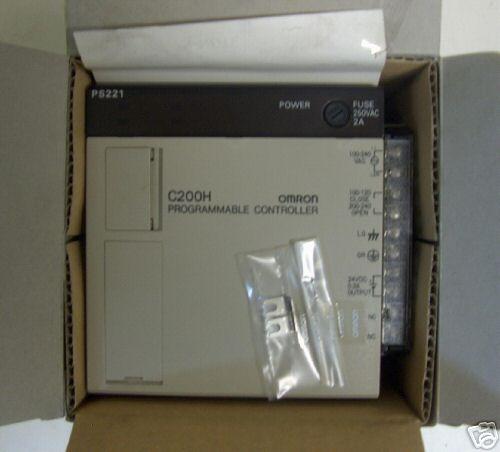 PS221
POWER
FUSE
250VAC
2A
100-240
VAC
C200H
OMRON
PROGRAMMABLE CONTROLLER
100-120
CLOSE
200-240
OPEN
LG
GR
24VDC
0.3A
OUTPUT
NC
NC
OMRON